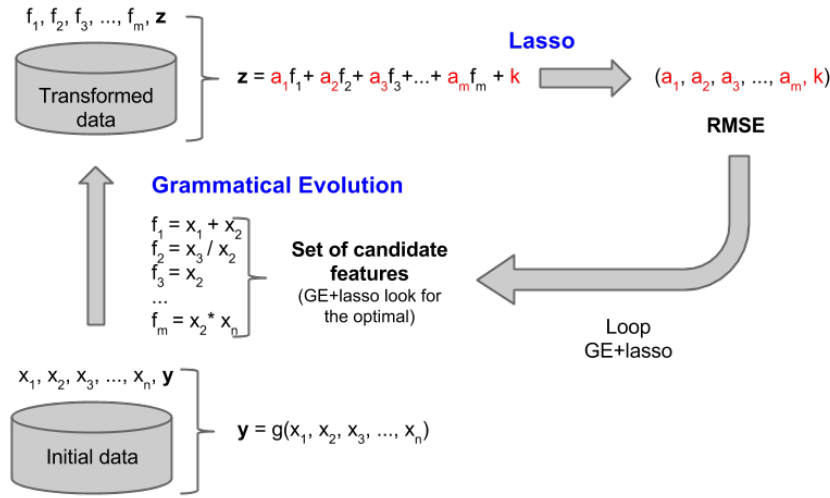 f1, f2, f3, ..., fm, z
Transformed
data
z = a1f1+ a2f2+ a3f3+...+ amfm + k
Lasso
(a1, a2, a3, ..., am, k)
RMSE
Grammatical Evolution
f1 = x1 + x2
f2 = x3 / x2
f3 = x2
...
fm = x2* xn
Set of candidate
features
(GE+lasso look for
the optimal)
Loop
GE+lasso
x1, x2, x3, ..., xn, y
Initial data
y = g(x1, x2, x3, ..., xn)